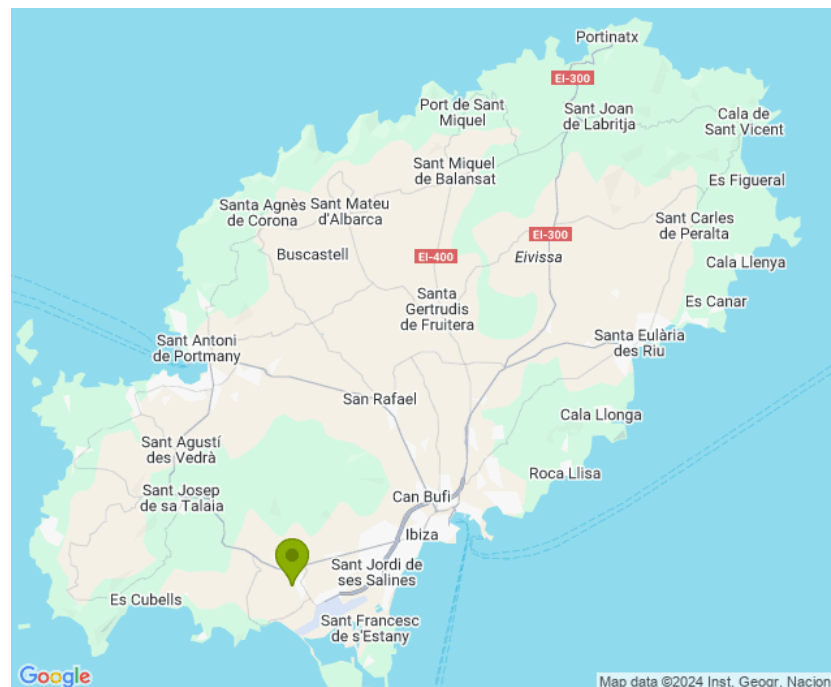 Portinatx
EI-300
Port de Sant
Miquel
Sant Joan
de Labritja
Cala de
Sant Vicent
Sant Miquel
de Balansat
Es Figueral
Santa Agnès
de Corona
Sant Mateu
d'Albarca
Sant Carles
de Peralta
EI-300
Buscastell
EI-400
Eivissa
Cala Llenya
Santa
Gertrudis
de Fruitera
Es Canar
Sant Antoni
de Portmany
Santa Eulària
des Riu
San Rafael
Cala Llonga
Sant Agustí
des Vedrà
Roca Llisa
Sant Josep
de sa Talaia
Can Bufi
Ibiza
Sant Jordi de
ses Salines
Es Cubells
Sant Francesc
de s'Estany
Google
Map data ©2024 Inst. Geogr. Nacion